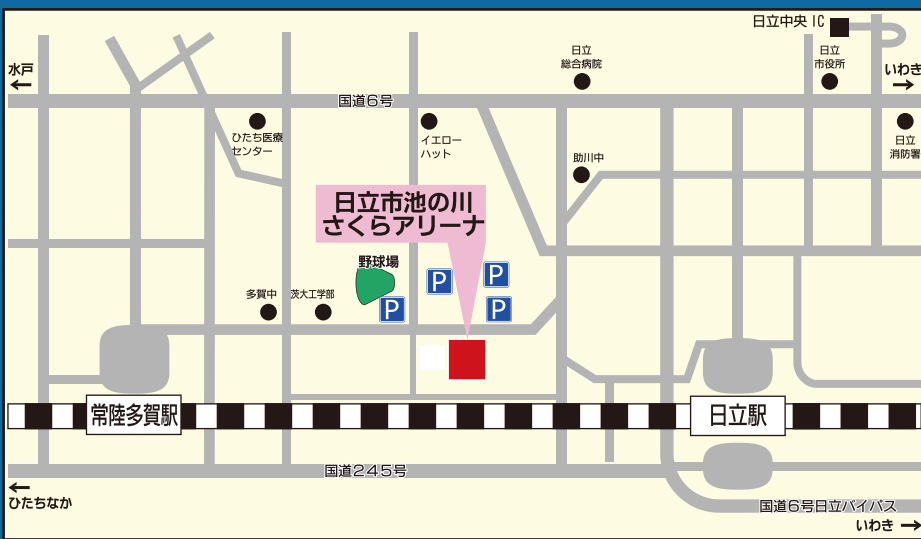 日立中央 IC
水戸
←
日立
総合病院
日立
市役所
いわき
→
国道6号
ひたち医療
センター
イエロー
ハット
日立
消防署
助川中
日立市池の川
さくらアリーナ
野球場
P
P
P
P
多賀中
茨大工学部
常陸多賀駅
日立駅
国道245号
←
ひたちなか
国道6号日立バイパス
いわき →